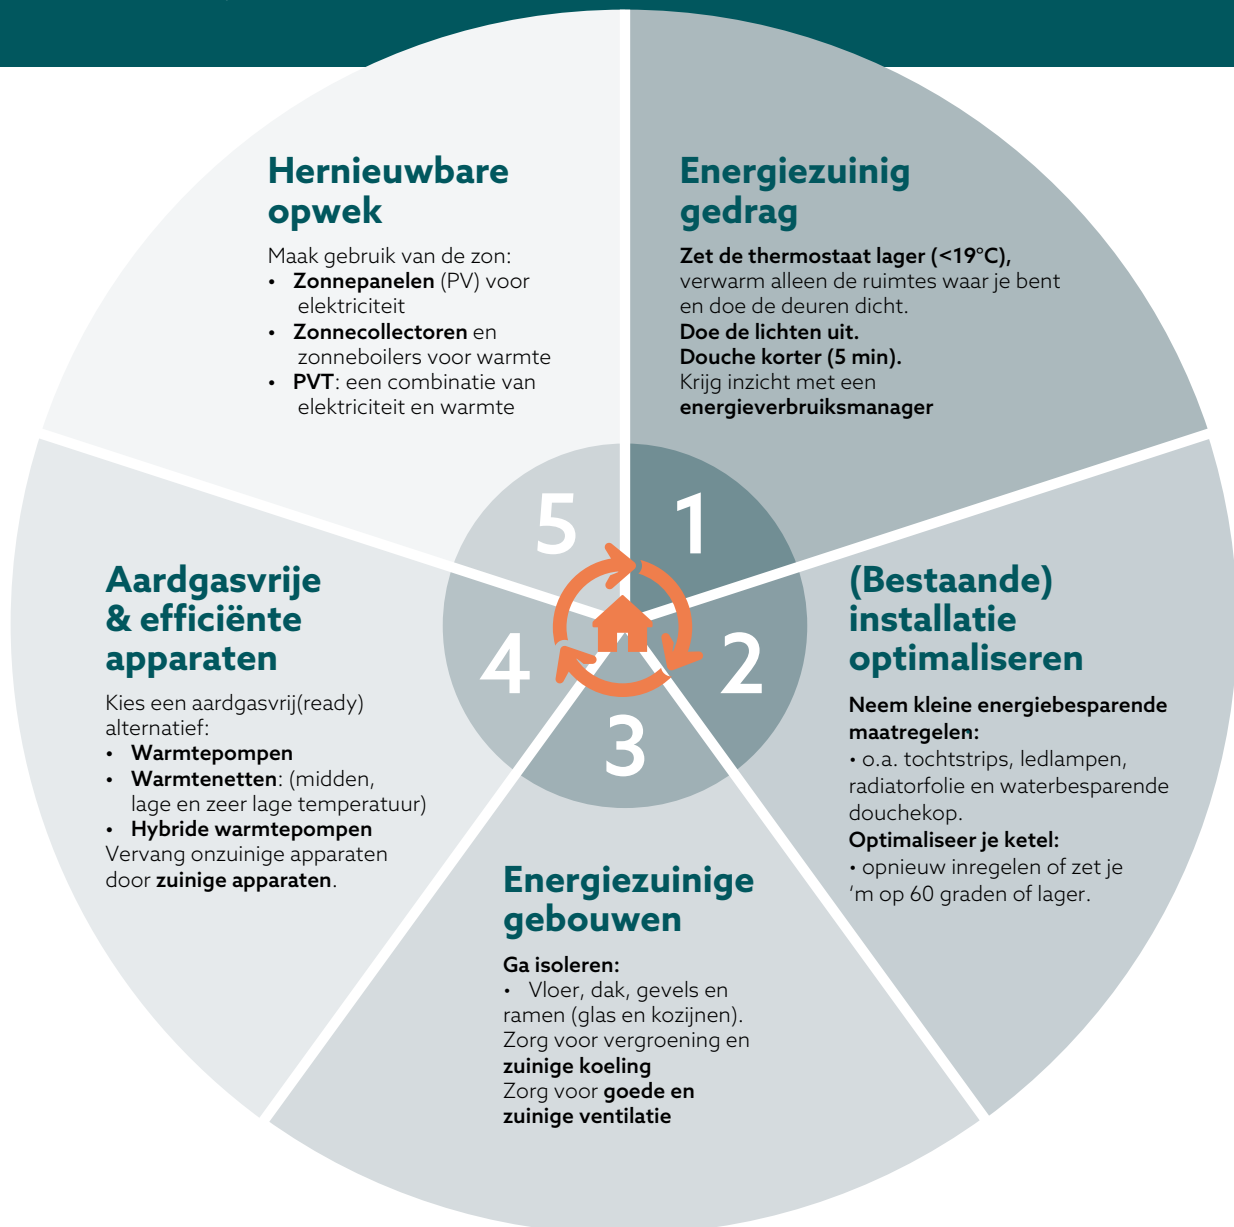 Hernieuwbare
opwek
Maak gebruik van de zon:
• Zonnepanelen (PV) voor
elektriciteit
• Zonnecollectoren en
zonneboilers voor warmte
• PVT: een combinatie van
elektriciteit en warmte
Energiezuinig
gedrag
Zet de thermostaat lager (<19°C),
verwarm alleen de ruimtes waar je bent
en doe de deuren dicht.
Doe de lichten uit.
Douche korter (5 min).
Krijg inzicht met een
energieverbruiksmanager
5
1
Aardgasvrije
& efficiënte
apparaten
Kies een aardgasvrij(ready)
alternatief:
• Warmtepompen
• Warmtenetten: (midden,
lage en zeer lage temperatuur)
• Hybride warmtepompen
Vervang onzuinige apparaten
door zuinige apparaten.
4
2
3
(Bestaande)
installatie
optimaliseren
Neem kleine energiebesparende
maatregelen:
• o.a. tochtstrips, ledlampen,
radiatorfolie en waterbesparende
douchekop.
Optimaliseer je ketel:
• opnieuw inregelen of zet je
‘m op 60 graden of lager.
Energiezuinige
gebouwen
Ga isoleren:
• Vloer, dak, gevels en
ramen (glas en kozijnen).
Zorg voor vergroening en
zuinige koeling
Zorg voor goede en
zuinige ventilatie